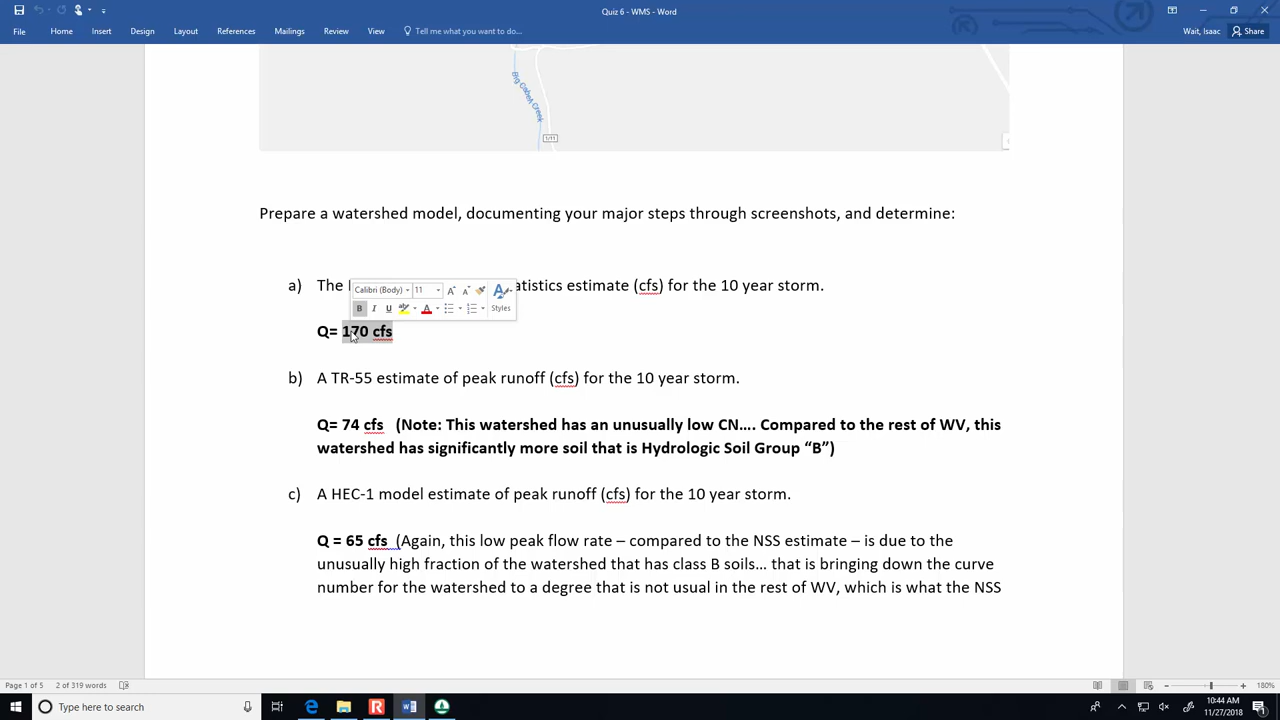 Quiz 6 - WMS - Word
Wait, Isaac
Share
File
Home
Insert
Design
Layout
References
Mailings
Review
View
Tell me what you want to do...
Big Cabell Creek
1/11
Prepare a watershed model, documenting your major steps through screenshots, and determine:
a) The atistics estimate (cfs) for the 10 year storm.
Calibri (Body) 11
B I U ab A
Styles
Q= 170 cfs
b) A TR-55 estimate of peak runoff (cfs) for the 10 year storm.
Q= 74 cfs (Note: This watershed has an unusually low CN.... Compared to the rest of WV, this
watershed has significantly more soil that is Hydrologic Soil Group “B”)
c) A HEC-1 model estimate of peak runoff (cfs) for the 10 year storm.
Q = 65 cfs (Again, this low peak flow rate – compared to the NSS estimate – is due to the
unusually high fraction of the watershed that has class B soils... that is bringing down the curve
number for the watershed to a degree that is not usual in the rest of WV, which is what the NSS
Page 1 of 5
2 of 319 words
180%
Type here to search
10:44 AM
11/27/2018